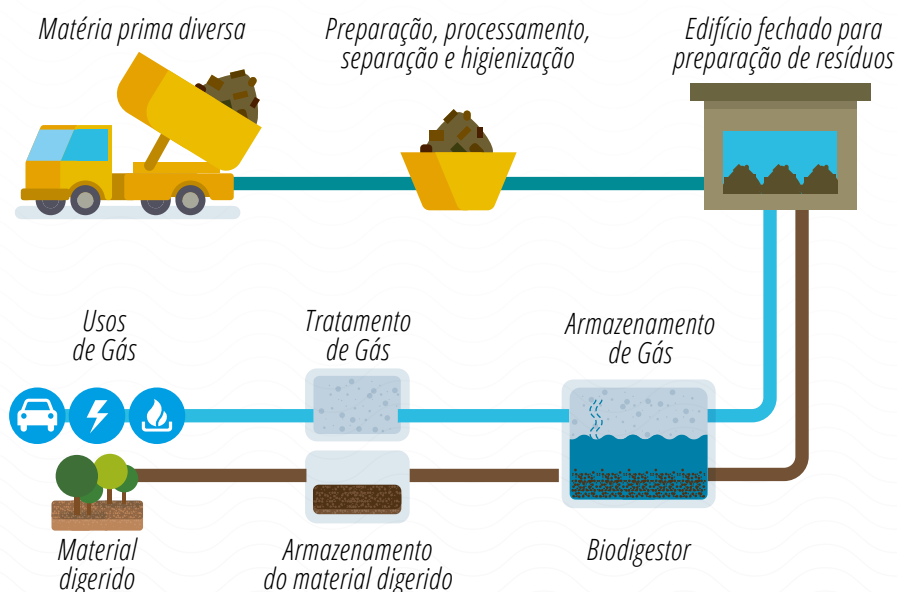 Matéria prima diversa
Preparação, processamento,
separação e higienização
Edifício fechado para
preparação de resíduos
Usos
de Gás
Tratamento
de Gás
Armazenamento
de Gás
Material
digerido
Armazenamento
do material digerido
Biodigestor